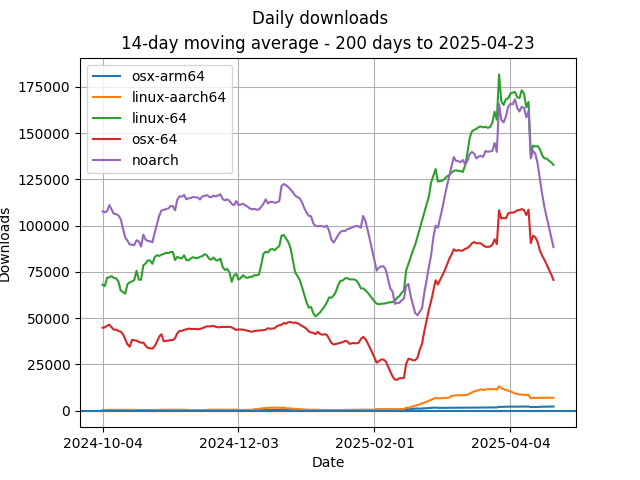 Daily downloads
14-day moving average - 200 days to 2025-04-23
osx-arm64
linux-aarch64
linux-64
osx-64
noarch
Downloads
175000
150000
125000
100000
75000
50000
25000
0
2024-10-04
2024-12-03
2025-02-01
2025-04-04
Date